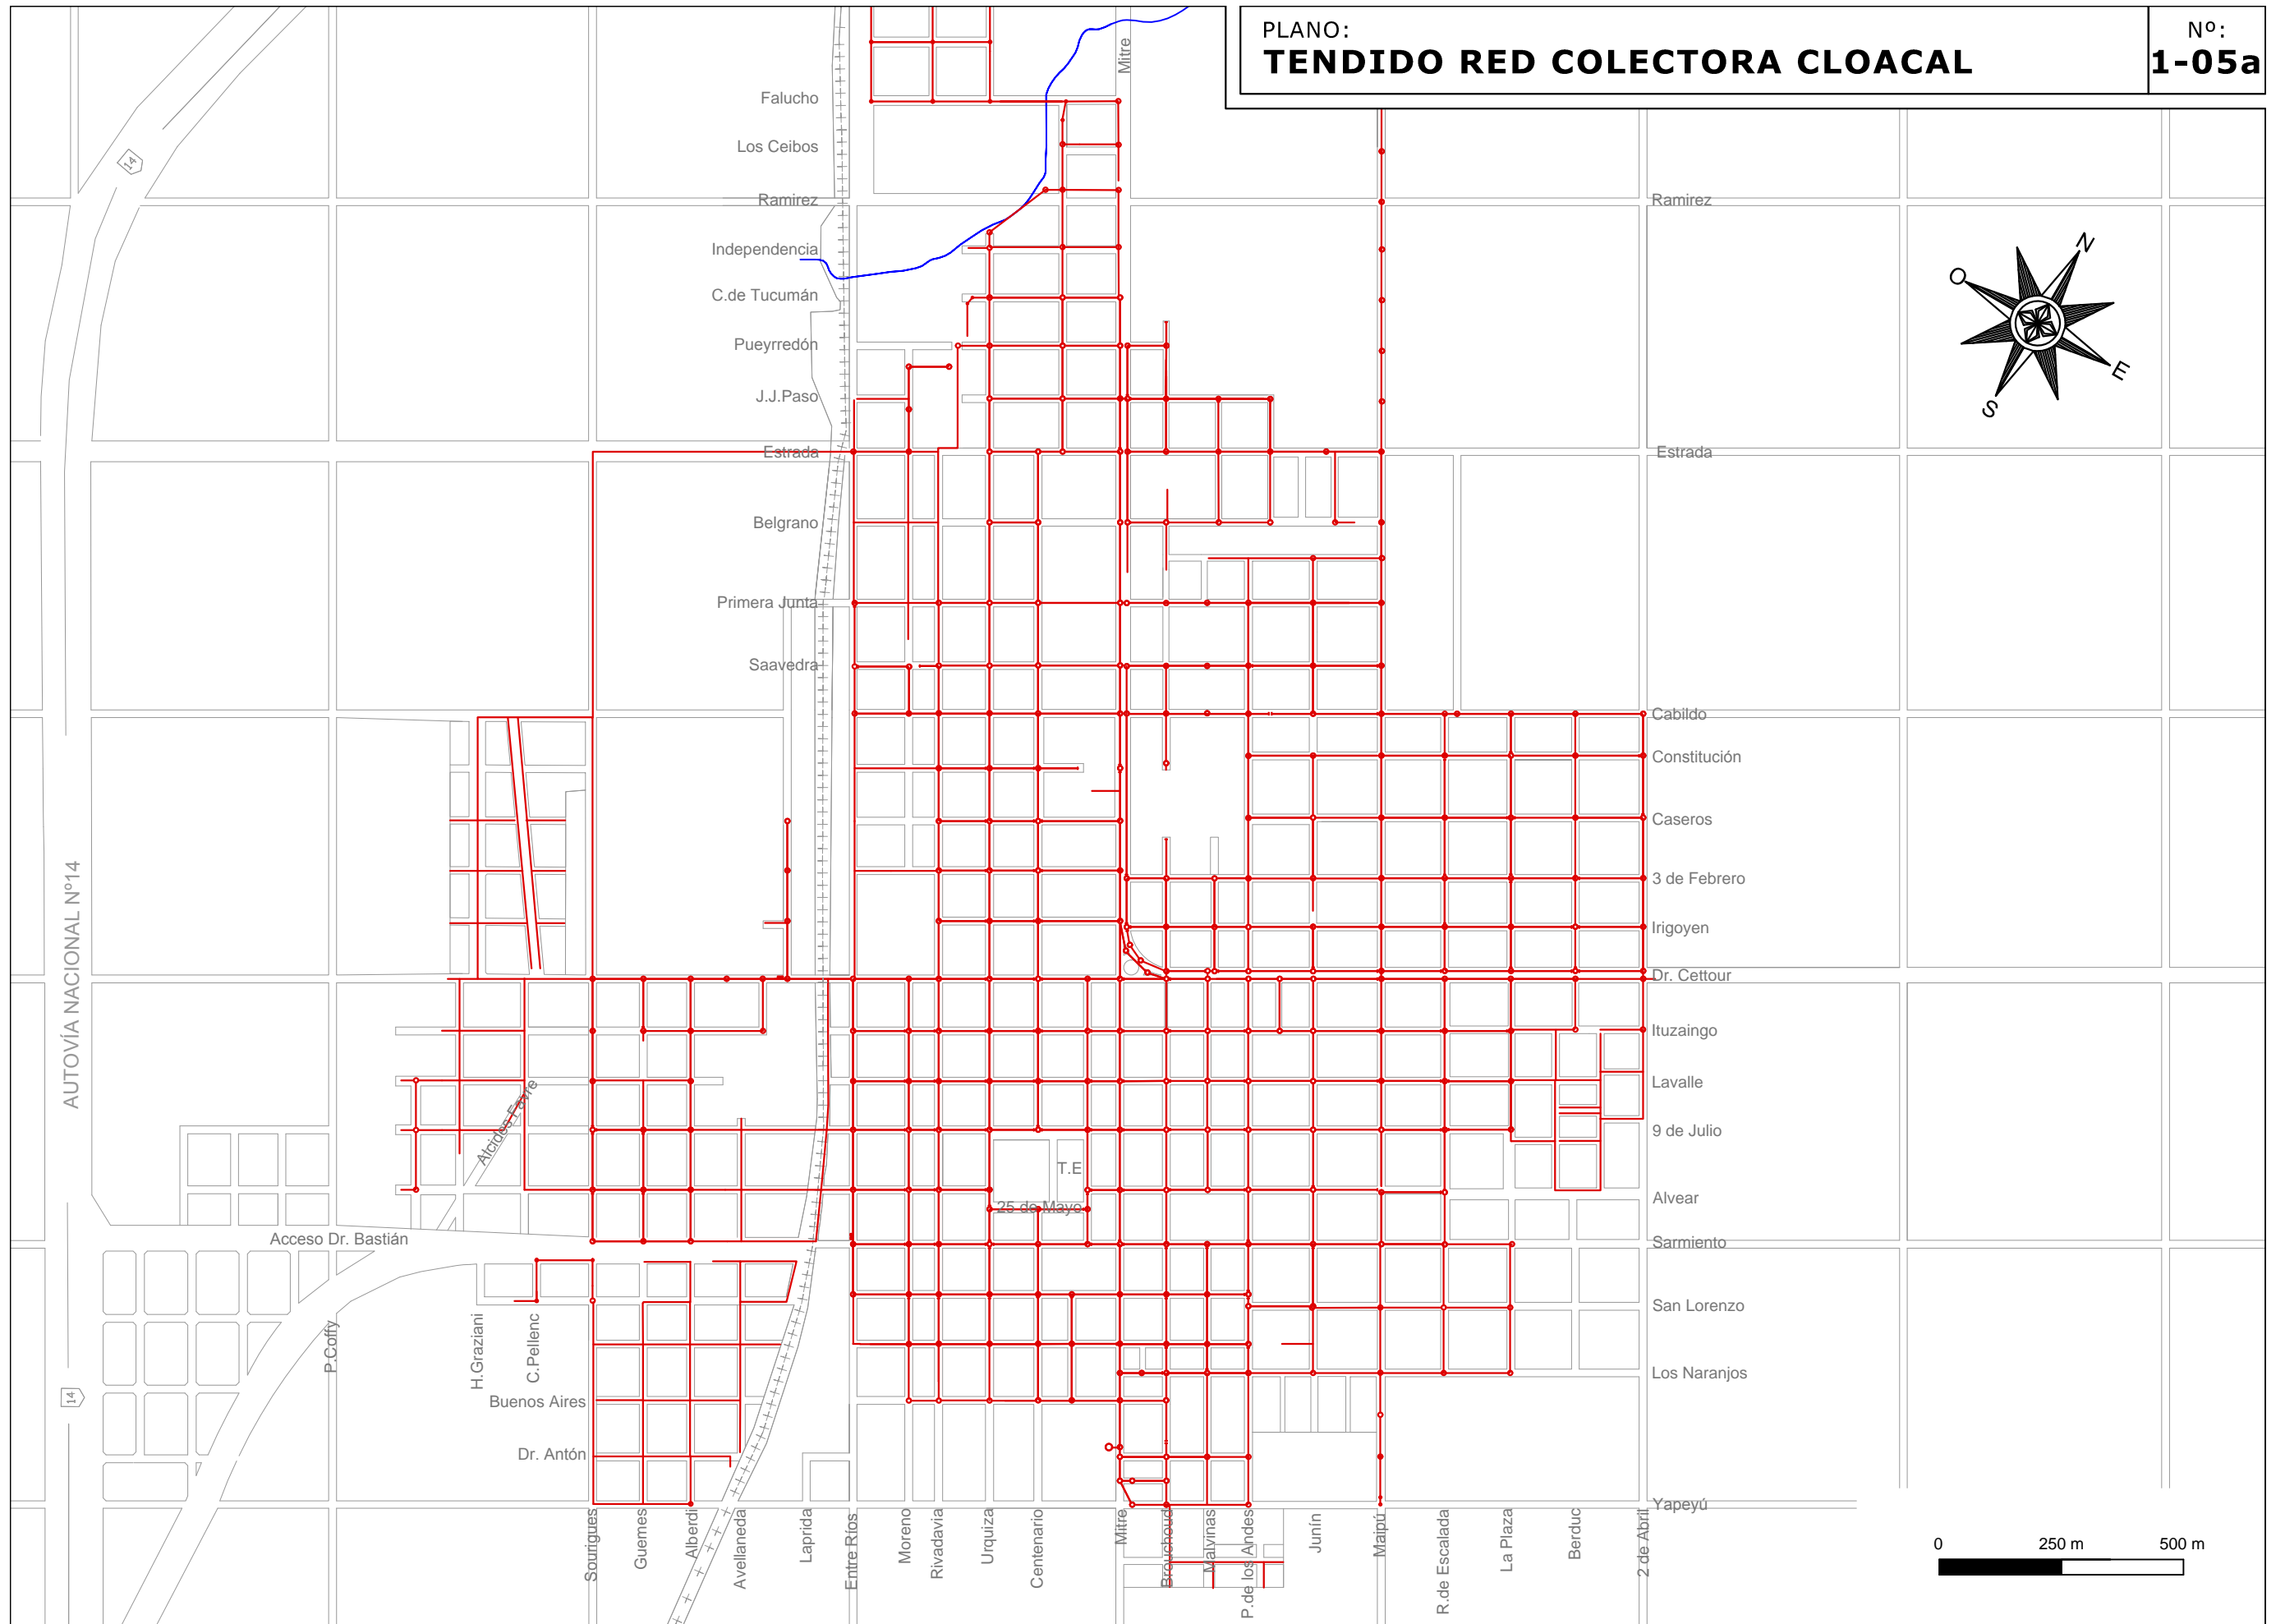 PLANO:
TENDIDO RED COLECTORA CLOACAL
Nº:
1-05a
Mitre
Falucho
Los Ceibos
14
Ramirez
Ramirez
Independencia
N
O
E
S
C.de Tucumán
Pueyrredón
J.J.Paso
Estrada
Estrada
Belgrano
Primera Junta
Saavedra
Cabildo
Constitución
Caseros
3 de Febrero
Irigoyen
Dr. Cettour
Ituzaingo
AUTOVÍA NACIONAL Nº14
Lavalle
Alcides Favre
9 de Julio
T.E
Alvear
25 de Mayo
Acceso Dr. Bastián
Sarmiento
San Lorenzo
P.Coffy
H.Graziani
C.Pellenc
Los Naranjos
14
Buenos Aires
Dr. Antón
Yapeyú
Sourigues
Guemes
Alberdi
Avellaneda
Laprida
Entre Ríos
Moreno
Rivadavia
Urquiza
Centenario
Mitre
Brouchoud
Malvinas
P.de los Andes
Junín
Maipú
R.de Escalada
La Plaza
Berduc
2 de Abril
0 250 m 500 m